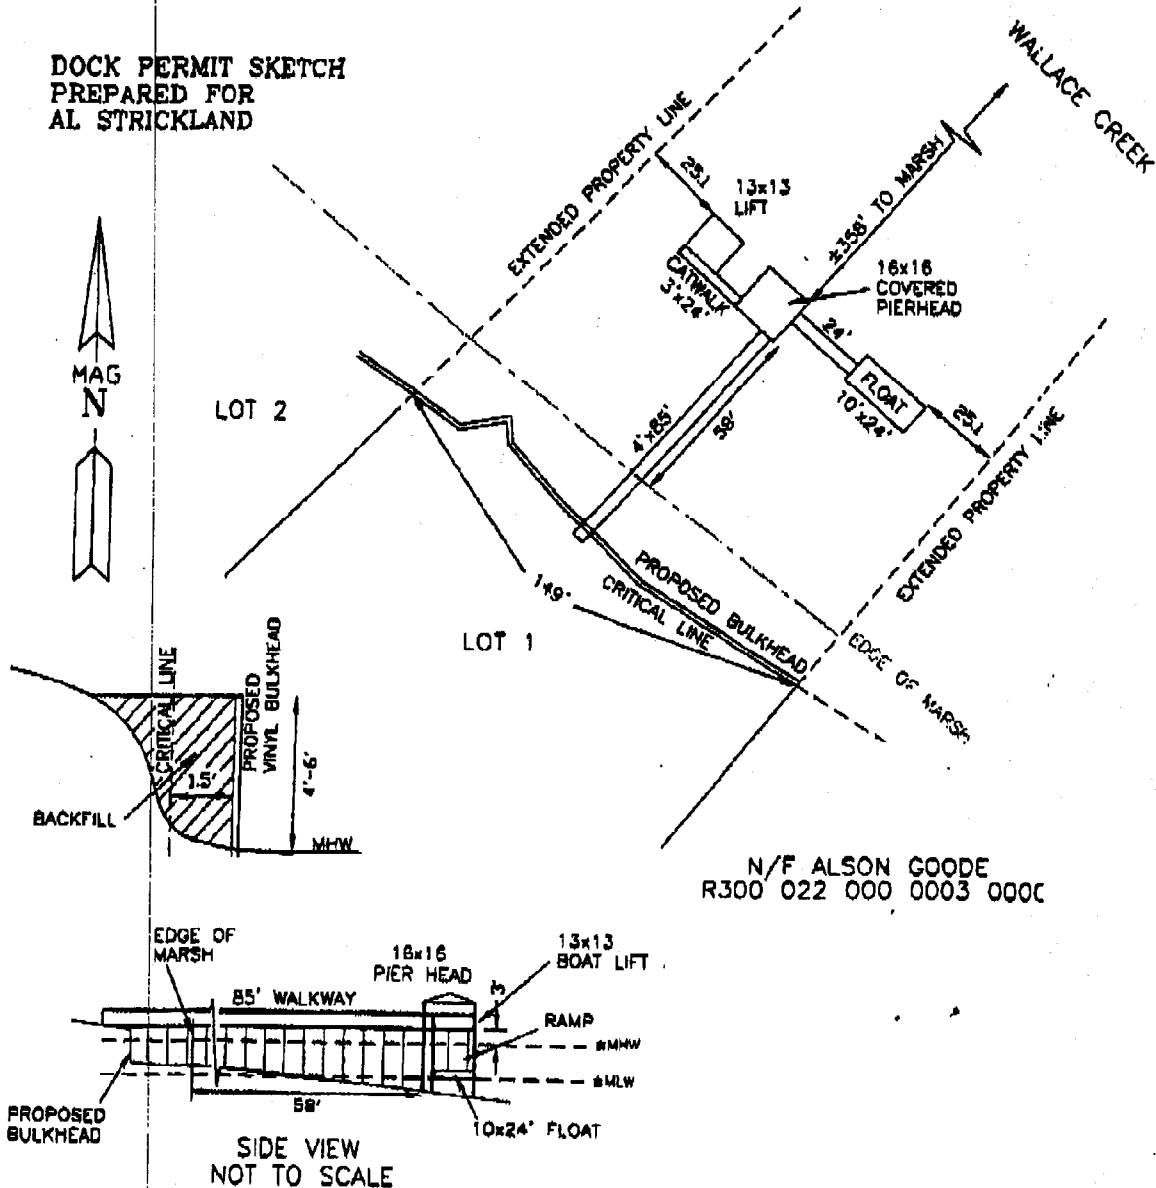 DOCK PERMIT SKETCH
PREPARED FOR
AL STRICKLAND
WALLACE CREEK
EXTENDED PROPERTY LINE
25.1
13x13
LIFT
±358' TO MARSH
CATWALK
3'x24'
16x16
COVERED
PIERHEAD
24'
FLOAT
10'x24'
25.1
EXTENDED PROPERTY LINE
4'x85'
58'
MAG
N
LOT 2
149'
PROPOSED BULKHEAD
CRITICAL LINE
LOT 1
EDGE OF MARSH
CRITICAL LINE
PROPOSED
VINYL BULKHEAD
1.5'
4'-6'
BACKFILL
MHW
N/F ALSON GOODE
R300 022 000 0003 0000
EDGE OF
MARSH
16x16
PIER HEAD
13x13
BOAT LIFT
85' WALKWAY
3'
RAMP
*MHW
*MLW
58'
10x24' FLOAT
PROPOSED
BULKHEAD
SIDE VIEW
NOT TO SCALE